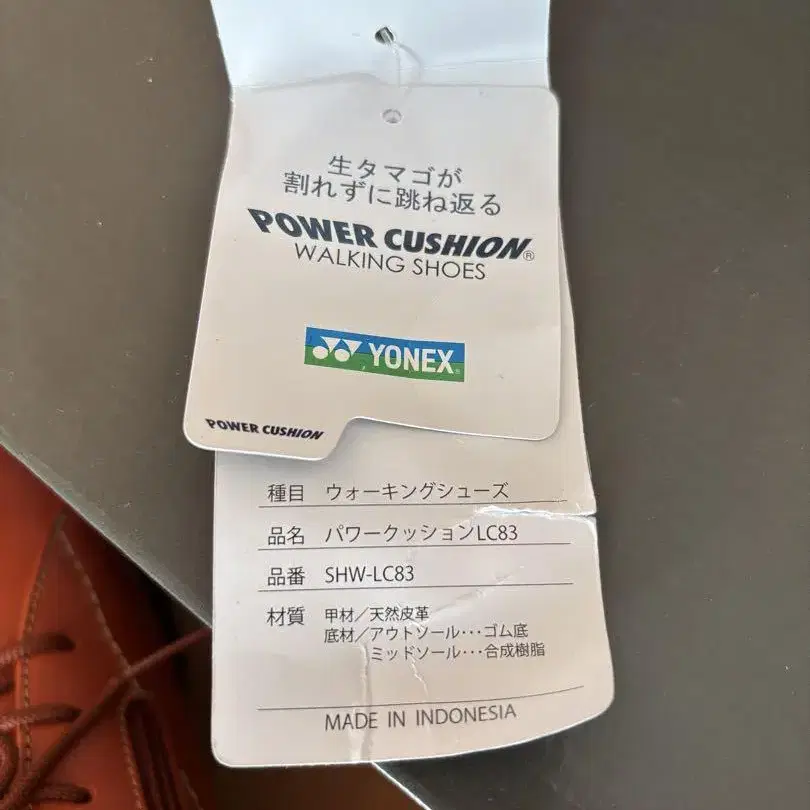 生タマゴが
割れずに跳ね返る
POWER CUSHION®
WALKING SHOES
YONEX®
POWER CUSHION
種目 ウォーキングシューズ
品名 パワークッションLC83
品番 SHW-LC83
材質 甲材/天然皮革
底材/アウトソール･･･ゴム底
ミッドソール･･･合成樹脂
MADE IN INDONESIA